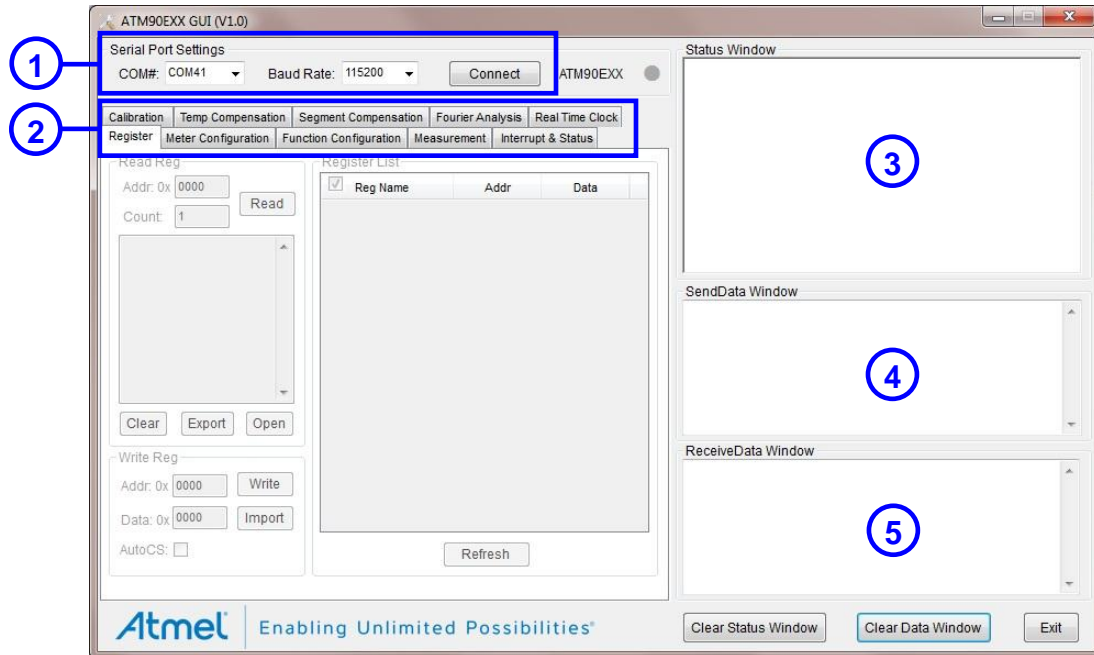 ATM90EXX GUI (V1.0)
1
Serial Port Settings
COM#: COM41 Baud Rate: 115200 Connect ATM90EXX
2
Calibration Temp Compensation Segment Compensation Fourier Analysis Real Time Clock
Register Meter Configuration Function Configuration Measurement Interrupt & Status
Read Reg
Addr: 0x 0000
Read
Count: 1
Clear Export Open
Write Reg
Addr: 0x 0000 Write
Data: 0x 0000 Import
AutoCS:
Register List
Reg Name Addr Data
Refresh
Status Window
3
SendData Window
4
ReceiveData Window
5
Atmel Enabling Unlimited Possibilities®
Clear Status Window Clear Data Window Exit